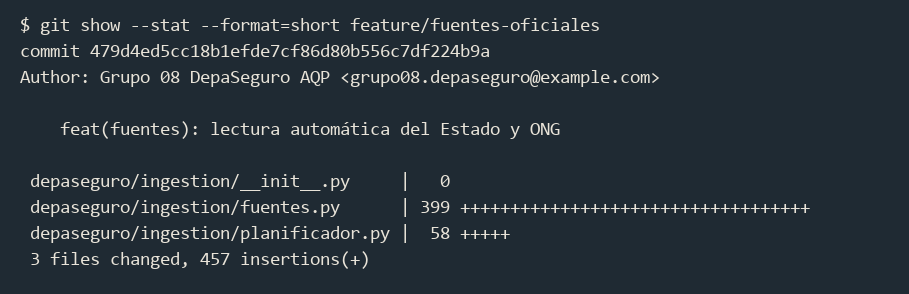 $ git show --stat --format=short feature/fuentes-oficiales
commit 479d4ed5cc18b1efde7cf86d80b556c7df224b9a
Author: Grupo 08 DepaSeguro AQP <grupo08.depaseguro@example.com>
feat(fuentes): lectura automática del Estado y ONG
depaseguro/ingestion/__init__.py | 0
depaseguro/ingestion/fuentes.py | 399 +++++++++++++++++++++++++++++++++++
depaseguro/ingestion/planificador.py | 58 +++++
3 files changed, 457 insertions(+)